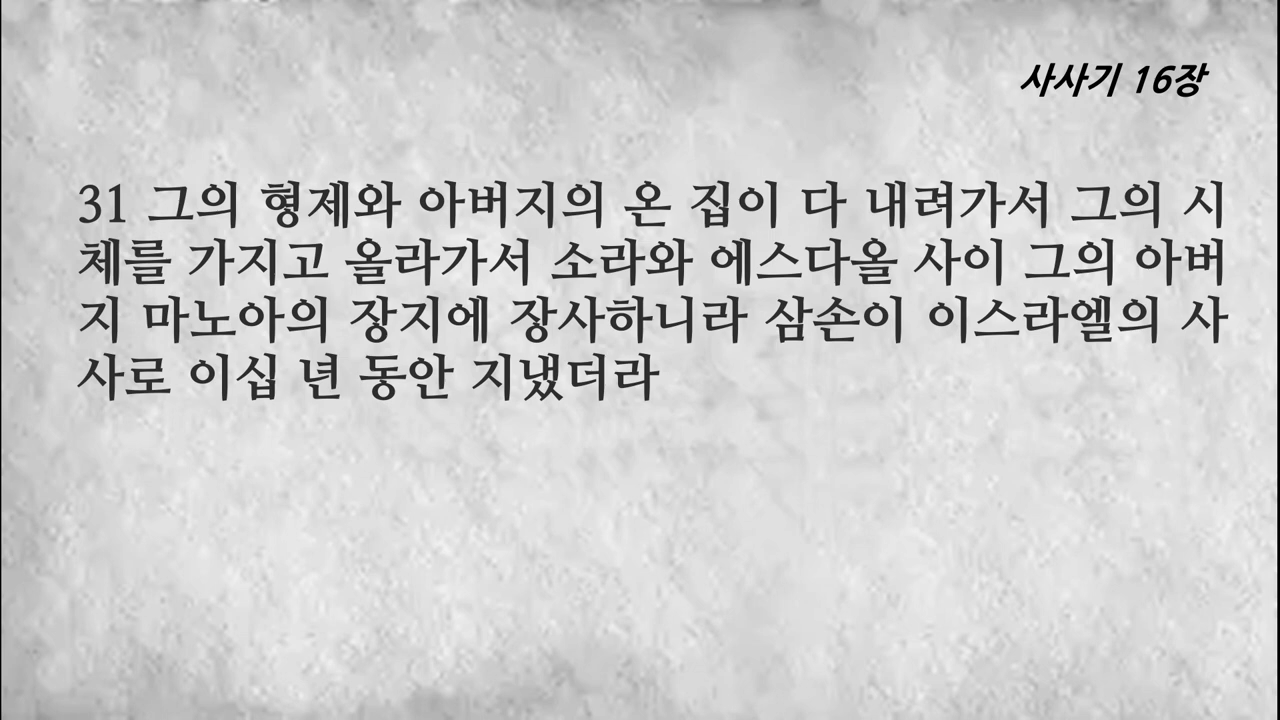 사사기 16장
31 그의 형제와 아버지의 온 집이 다 내려가서 그의 시
체를 가지고 올라가서 소라와 에스다올 사이 그의 아버
지 마노아의 장지에 장사하니라 삼손이 이스라엘의 사
사로 이십 년 동안 지냈더라